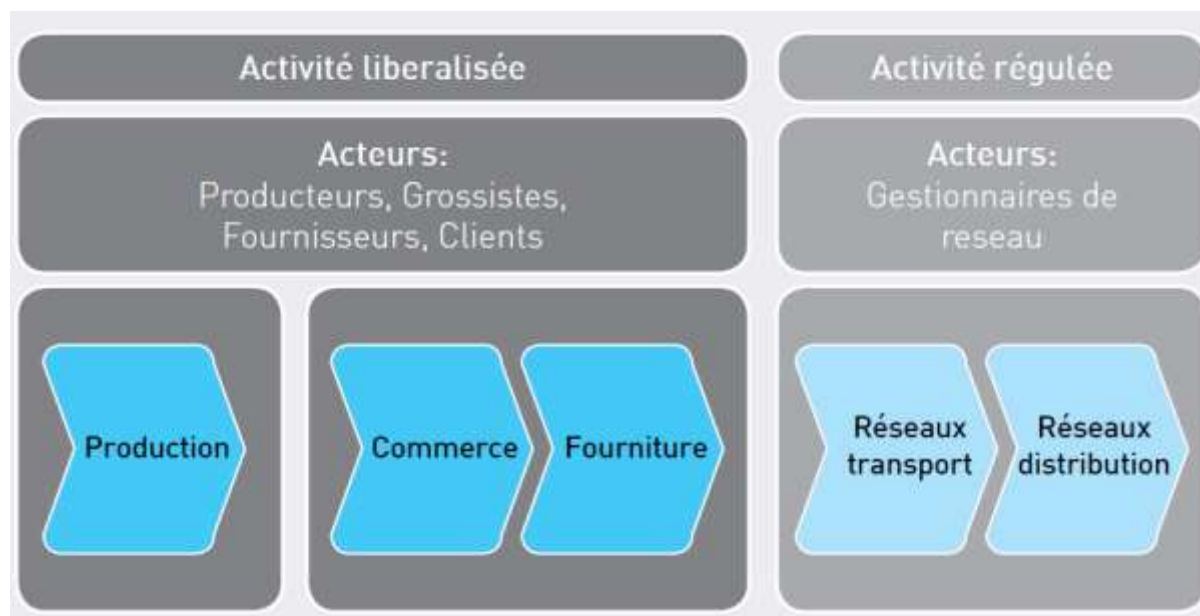 Activité liberalisée
Activité régulée
Acteurs:
Producteurs, Grossistes,
Fournisseurs, Clients
Acteurs:
Gestionnaires de
reseau
Production
Commerce
Fourniture
Réseaux
transport
Réseaux
distribution